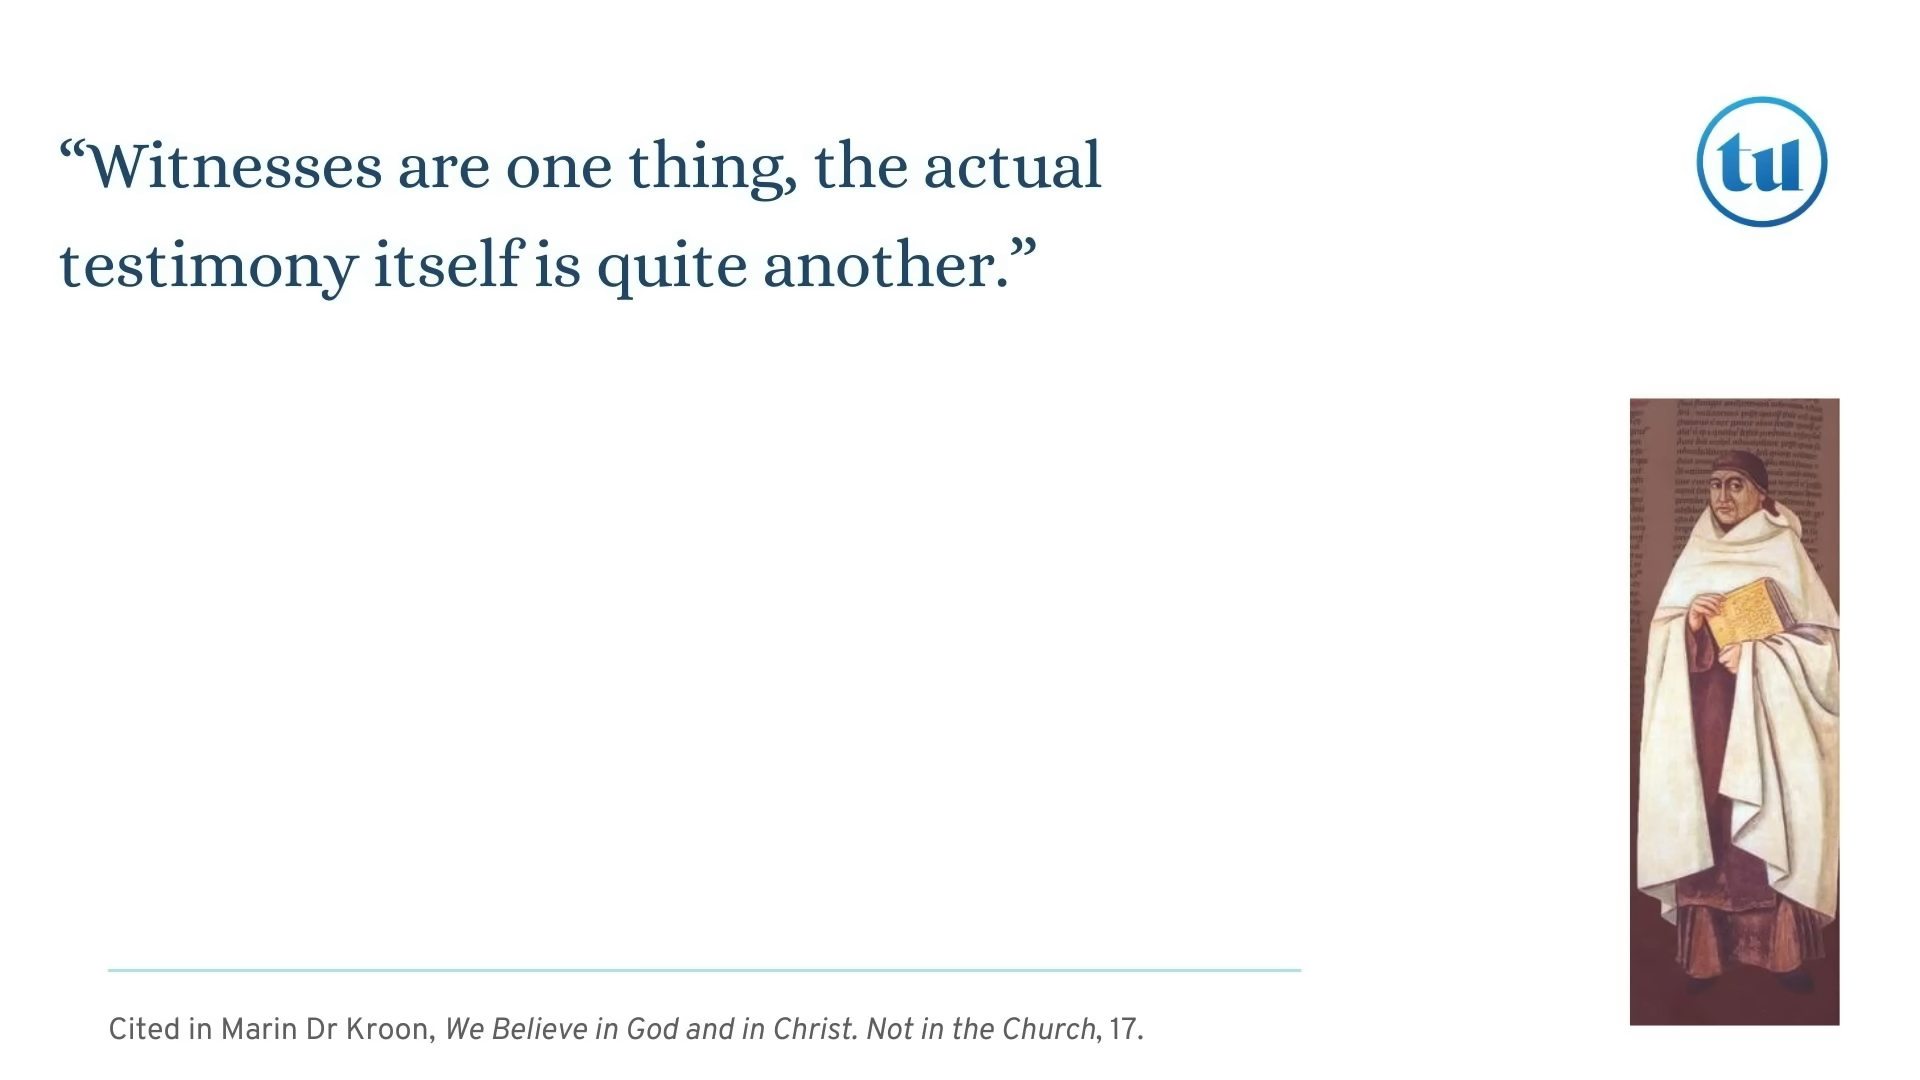 “Witnesses are one thing, the actual
testimony itself is quite another.”
tu
Cited in Marin Dr Kroon, We Believe in God and in Christ. Not in the Church, 17.